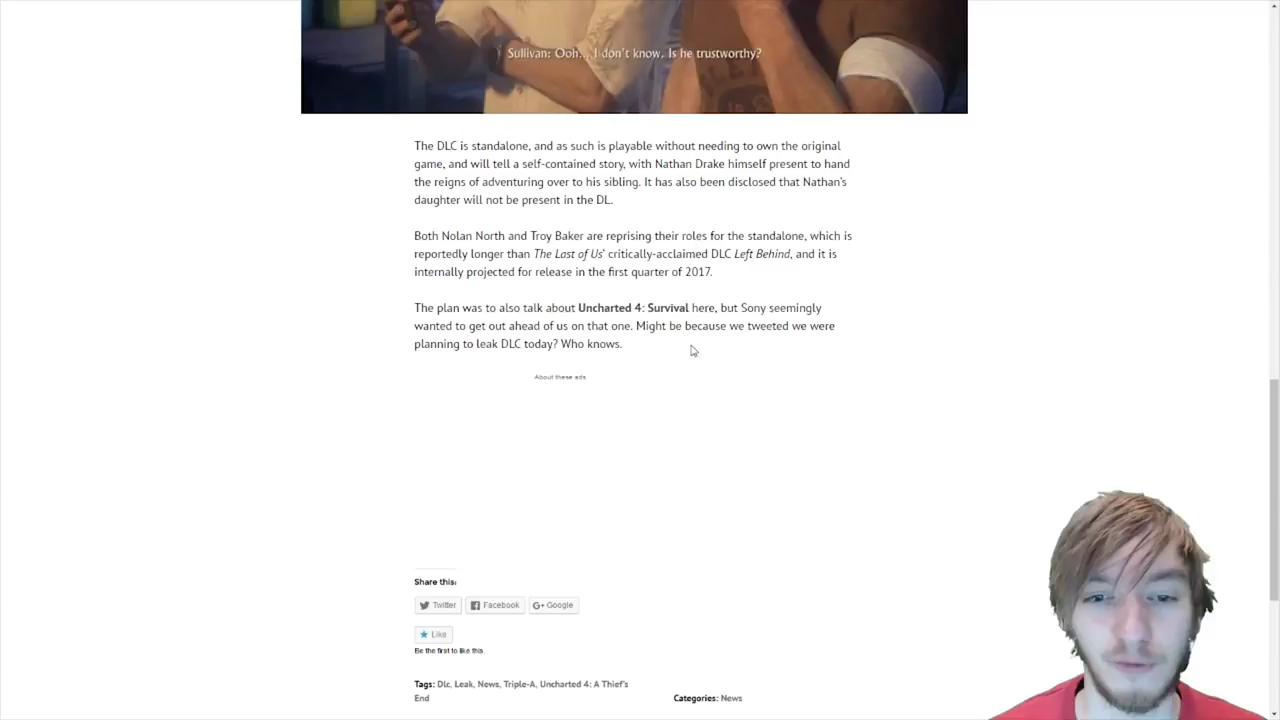 Sullivan: Ooh... I don't know. Is he trustworthy?
The DLC is standalone, and as such is playable without needing to own the original
game, and will tell a self-contained story, with Nathan Drake himself present to hand
the reigns of adventuring over to his sibling. It has also been disclosed that Nathan's
daughter will not be present in the DL.
Both Nolan North and Troy Baker are reprising their roles for the standalone, which is
reportedly longer than The Last of Us' critically-acclaimed DLC Left Behind, and it is
internally projected for release in the first quarter of 2017.
The plan was to also talk about Uncharted 4: Survival here, but Sony seemingly
wanted to get out ahead of us on that one. Might be because we tweeted we were
planning to leak DLC today? Who knows.
About these ads
Share this:
Twitter Facebook G+ Google
Like
Be the first to like this.
Tags: Dlc, Leak, News, Triple-A, Uncharted 4: A Thief's
End
Categories: News